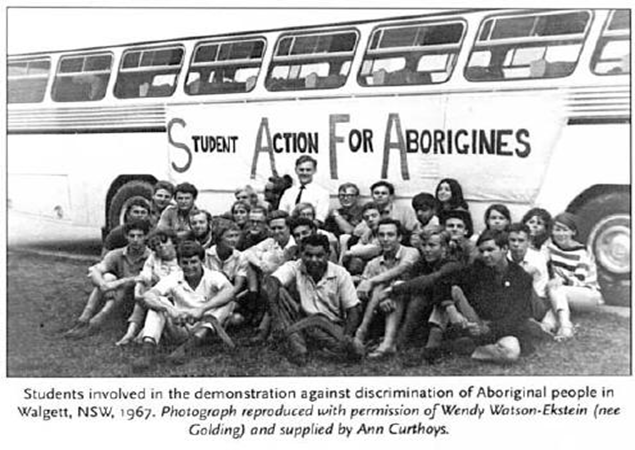 STUDENT ACTION FOR ABORIGINES
Students involved in the demonstration against discrimination of Aboriginal people in
Walgett, NSW, 1967. Photograph reproduced with permission of Wendy Watson-Ekstein (nee
Golding) and supplied by Ann Curthoys.